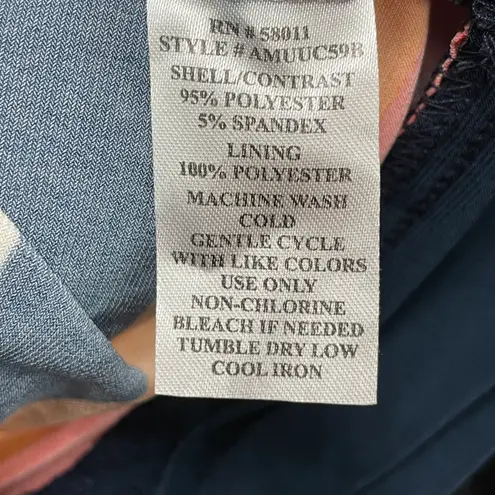 RN # 58011
STYLE # AMUUC59B
SHELL/CONTRAST
95% POLYESTER
5% SPANDEX
LINING
100% POLYESTER
MACHINE WASH
COLD
GENTLE CYCLE
WITH LIKE COLORS
USE ONLY
NON-CHLORINE
BLEACH IF NEEDED
TUMBLE DRY LOW
COOL IRON